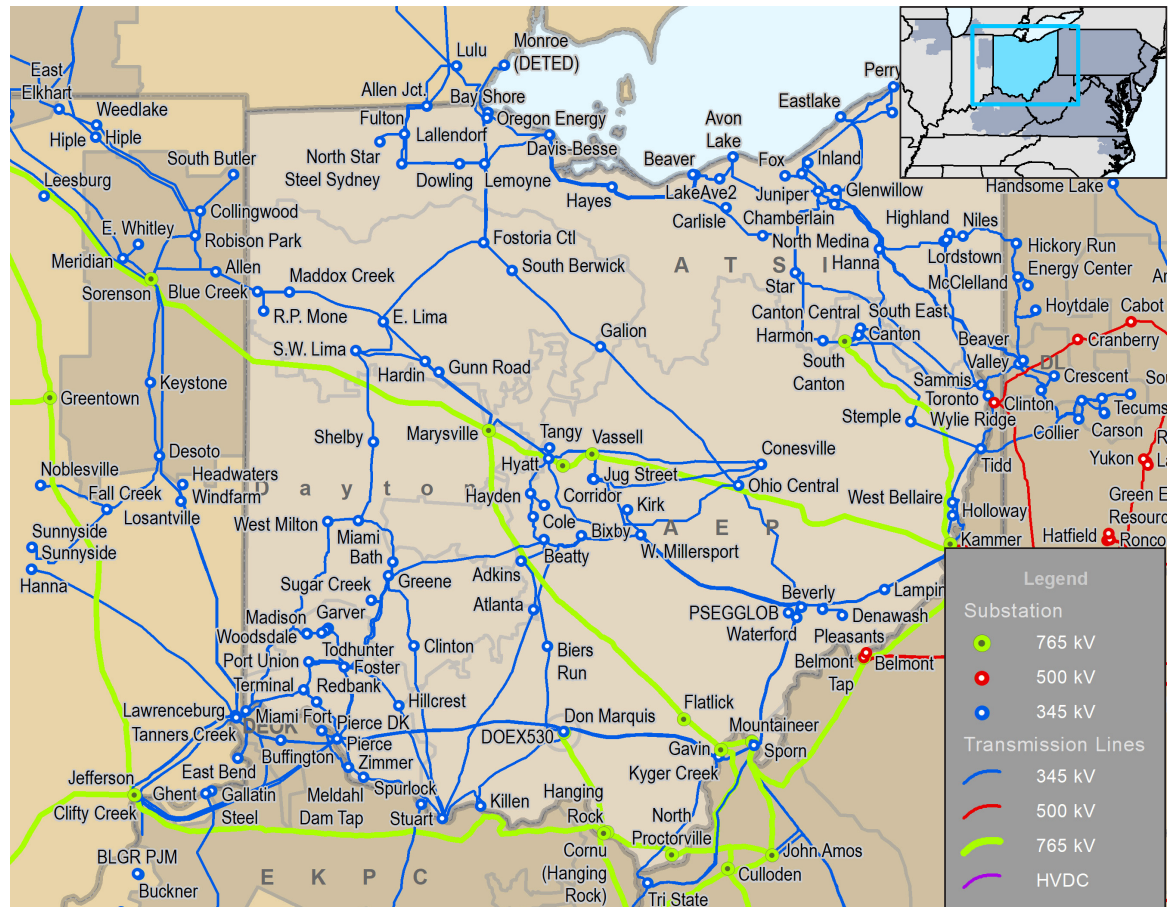 Lulu
Monroe
(DETED)
East
Elkhart
Weedlake
Hiple
Hiple
Allen Jct.
Bay Shore
Fulton
Oregon Energy
Lallendorf
Davis-Besse
North Star
Steel Sydney
Dowling
Lemoyne
South Butler
Leesburg
Collingwood
E. Whitley
Robison Park
Meridian
Allen
Sorenson
Blue Creek
Maddox Creek
R.P. Mone
Perry
Eastlake
Avon
Lake
Beaver
Fox
Inland
LakeAve2
Juniper
Glenwillow
Hayes
Carlisle
Chamberlain
Handsome Lake
Highland
Niles
North Medina
Hanna
Lordstown
Hickory Run
Energy Center
McClelland
Hoytdale
Fostoria Ctl
South Berwick
A T S I
Star
Canton Central
South East
Canton
Harmon
South
Canton
Beaver
Valley
Cabot
Cranberry
DL
Crescent
Sammis
Toronto
Clinton
Wylie Ridge
Collier
Carson
Tecums
Stemple
Tidd
Yukon
E. Lima
S.W. Lima
Hardin
Gunn Road
Galion
Greentown
Keystone
Shelby
Marysville
Tangy
Vassell
Conesville
Hyatt
Jug Street
Corridor
Ohio Central
Hayden
Kirk
Cole
Bixby
A E P
W. Millersport
Beatty
West Bellaire
Holloway
Kammer
Green E
Resourc
Hatfield
Ronco
Desoto
Noblesville
Headwaters
Windfarm
Fall Creek
Losantville
Sunnyside
Sunnyside
Hanna
D a y t o n
West Milton
Miami
Bath
Sugar Creek
Greene
Adkins
Garver
Madison
Woodsdale
Atlanta
Todhunter
Clinton
Biers
Run
Port Union
Foster
Terminal
Redbank
Hillcrest
Lawrenceburg
Miami Fort
Tanners Creek
DEOK
Pierce DK
Pierce
Buffington
Zimmer
Don Marquis
DOEX530
East Bend
Jefferson
Clifty Creek
Ghent
Gallatin
Steel
Meldahl
Dam Tap
Spurlock
Stuart
Killen
Hanging
Rock
Cornu
(Hanging
Rock)
BLGR PJM
Buckner
E K P C
Beverly
Lampin
PSEGGLOB
Denawash
Waterford
Pleasants
Belmont
Tap
Belmont
Flatlick
Mountaineer
Gavin
Sporn
Kyger Creek
North
Proctorville
John Amos
Culloden
Tri State
Legend
Substation
765 kV
500 kV
345 kV
Transmission Lines
345 kV
500 kV
765 kV
HVDC